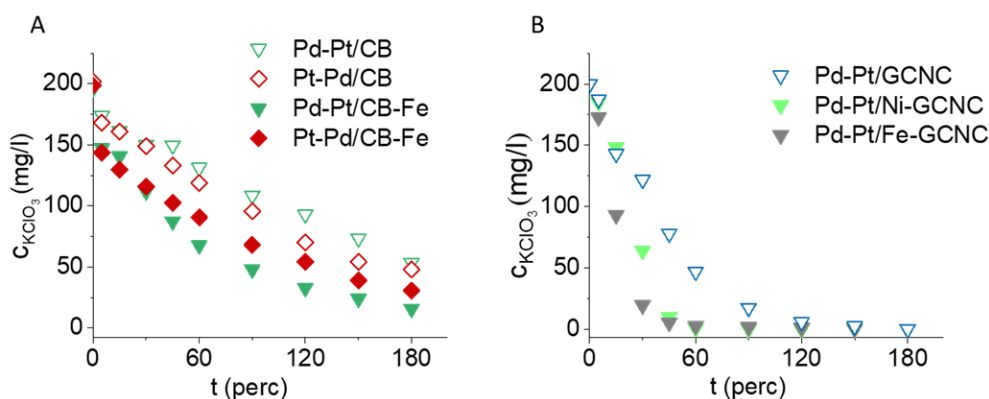 A
Pd-Pt/CB
Pt-Pd/CB
Pd-Pt/CB-Fe
Pt-Pd/CB-Fe
200
150
100
50
0
c_KClO₃ (mg/l)
0 60 120 180
t (perc)
B
Pd-Pt/GCNC
Pd-Pt/Ni-GCNC
Pd-Pt/Fe-GCNC
200
150
100
50
0
c_KClO₃ (mg/l)
0 60 120 180
t (perc)